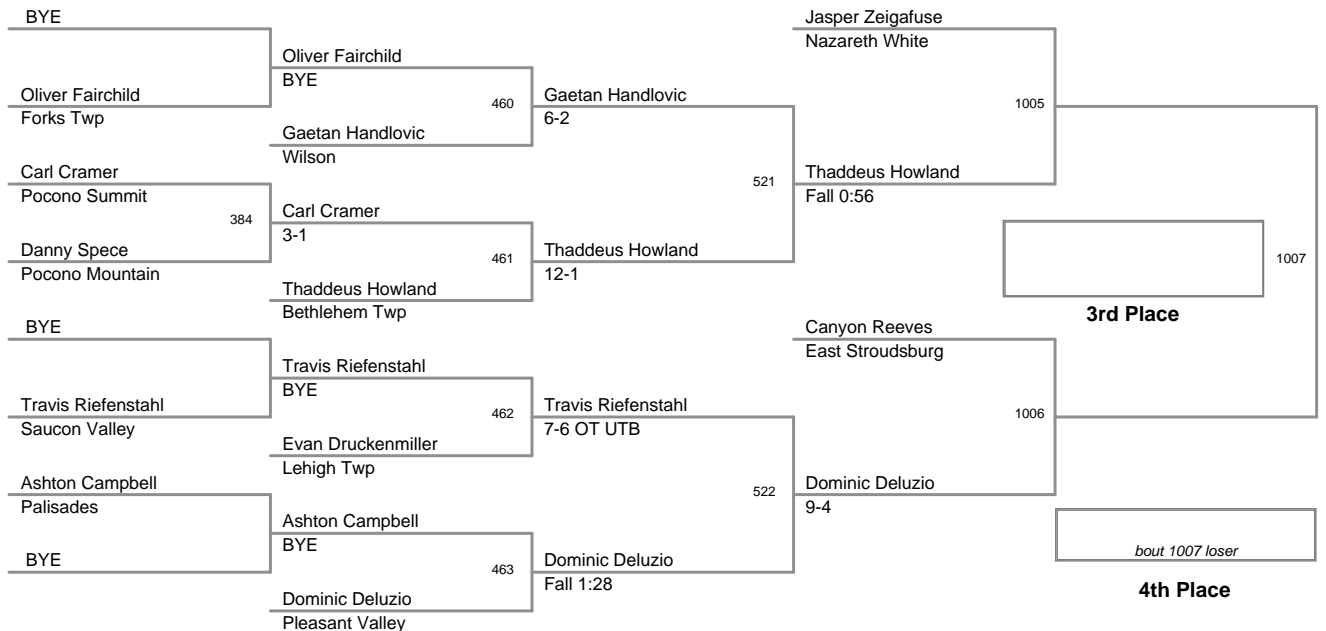 BYE
Oliver Fairchild
Forks Twp
Carl Cramer
Pocono Summit
384
Danny Spece
Pocono Mountain
BYE
Travis Riefenstahl
Saucon Valley
Ashton Campbell
Palisades
BYE
Oliver Fairchild
BYE
460
Gaetan Handlovic
Wilson
Carl Cramer
3-1
461
Thaddeus Howland
Bethlehem Twp
Travis Riefenstahl
BYE
462
Evan Druckenmiller
Lehigh Twp
Ashton Campbell
BYE
463
Dominic Deluzio
Pleasant Valley
Gaetan Handlovic
6-2
521
Thaddeus Howland
12-1
Travis Riefenstahl
7-6 OT UTB
522
Dominic Deluzio
Fall 1:28
Jasper Zeigafuse
Nazareth White
1005
Thaddeus Howland
Fall 0:56
Canyon Reeves
East Stroudsburg
1006
Dominic Deluzio
9-4
1007
3rd Place
bout 1007 loser
4th Place